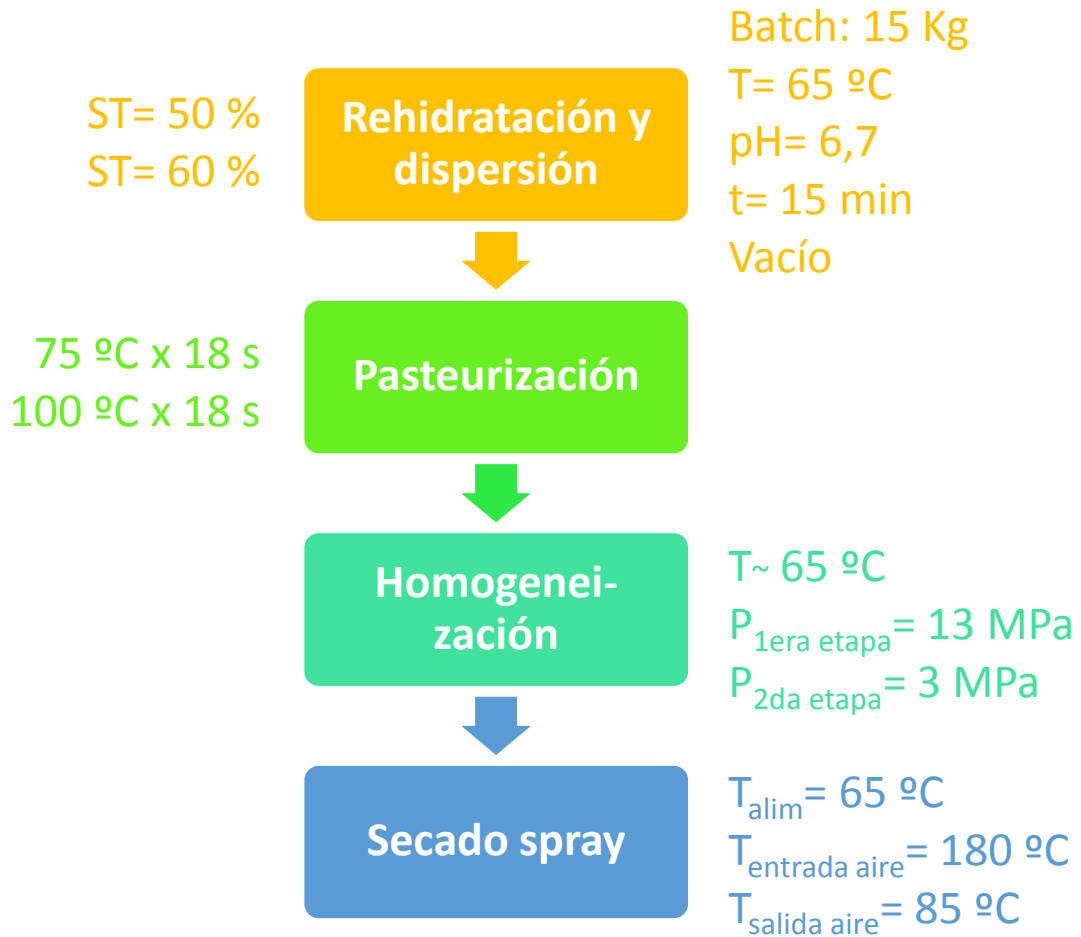 ST= 50 %
ST= 60 %
Rehidratación y
dispersión
Batch: 15 Kg
T= 65 ºC
pH= 6,7
t= 15 min
Vacío
75 ºC x 18 s
100 ºC x 18 s
Pasteurización
Homogenei-
zación
T~ 65 ºC
P1era etapa= 13 MPa
P2da etapa= 3 MPa
Secado spray
Talim= 65 ºC
Tentrada aire= 180 ºC
Tsalida aire= 85 ºC